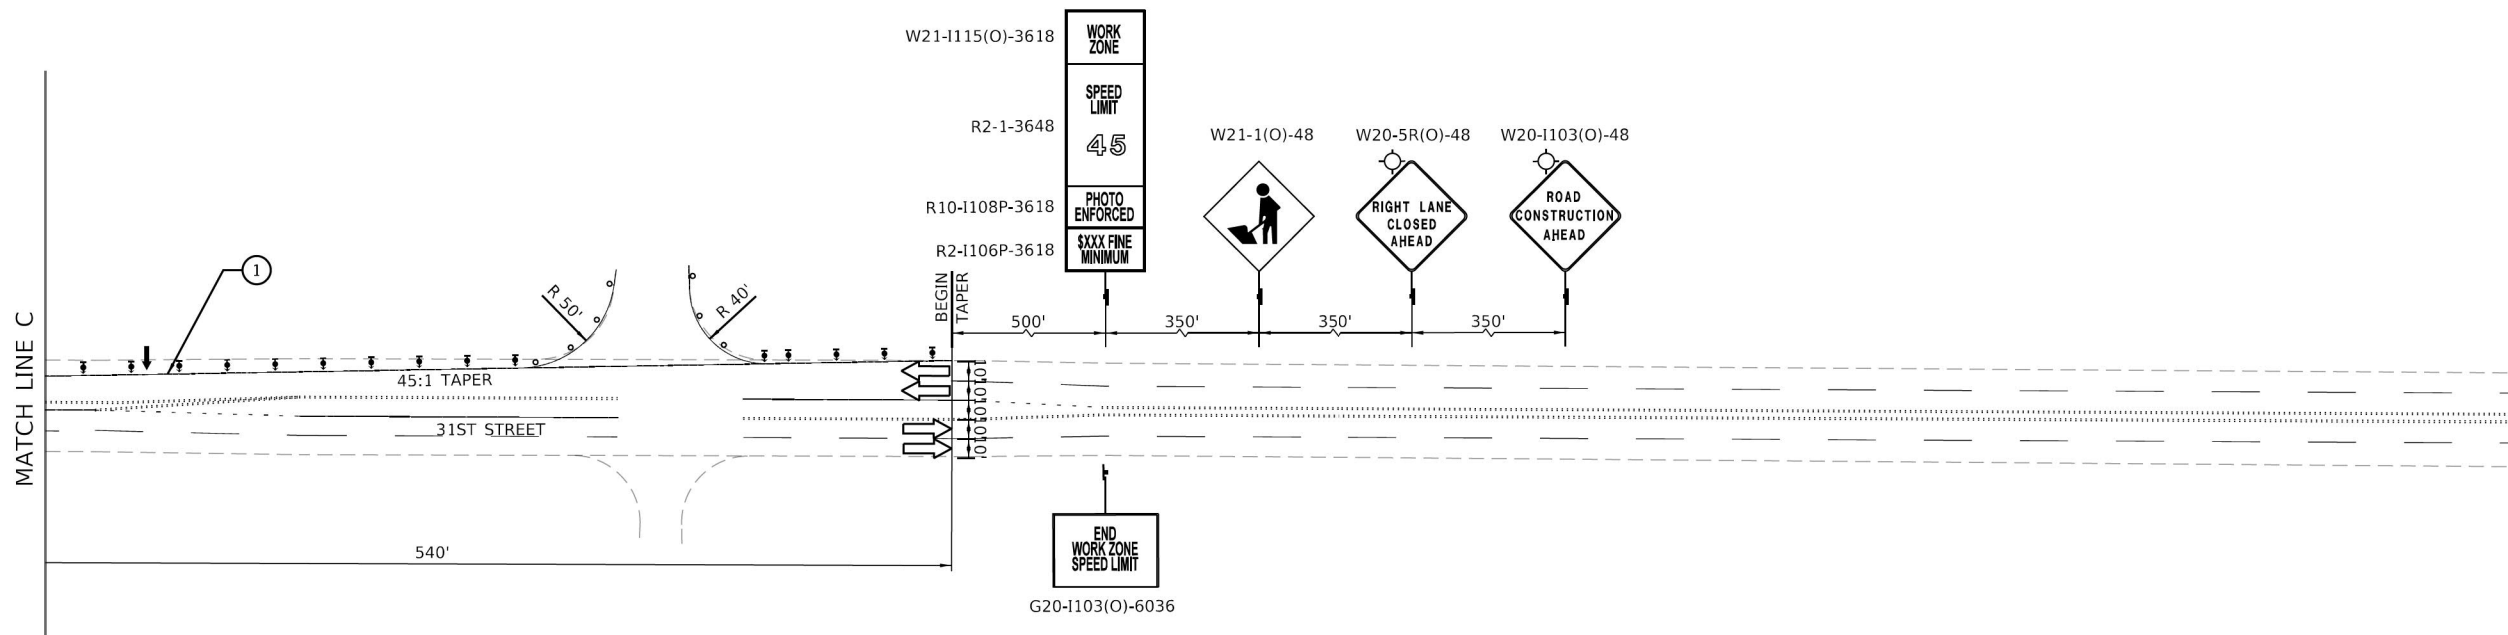 W21-I115(O)-3618
WORK
ZONE
R2-1-3648
SPEED
LIMIT
45
R10-I108P-3618
PHOTO
ENFORCED
R2-I106P-3618
$XXX FINE
MINIMUM
W21-1(O)-48
W20-5R(O)-48
RIGHT LANE
CLOSED
AHEAD
W20-I103(O)-48
ROAD
CONSTRUCTION
AHEAD
1
R 50'
R 40'
BEGIN
TAPER
500'
350'
350'
350'
MATCH LINE C
45:1 TAPER
31ST STREET
10'
10'
10'
10'
10'
540'
END
WORK ZONE
SPEED LIMIT
G20-I103(O)-6036